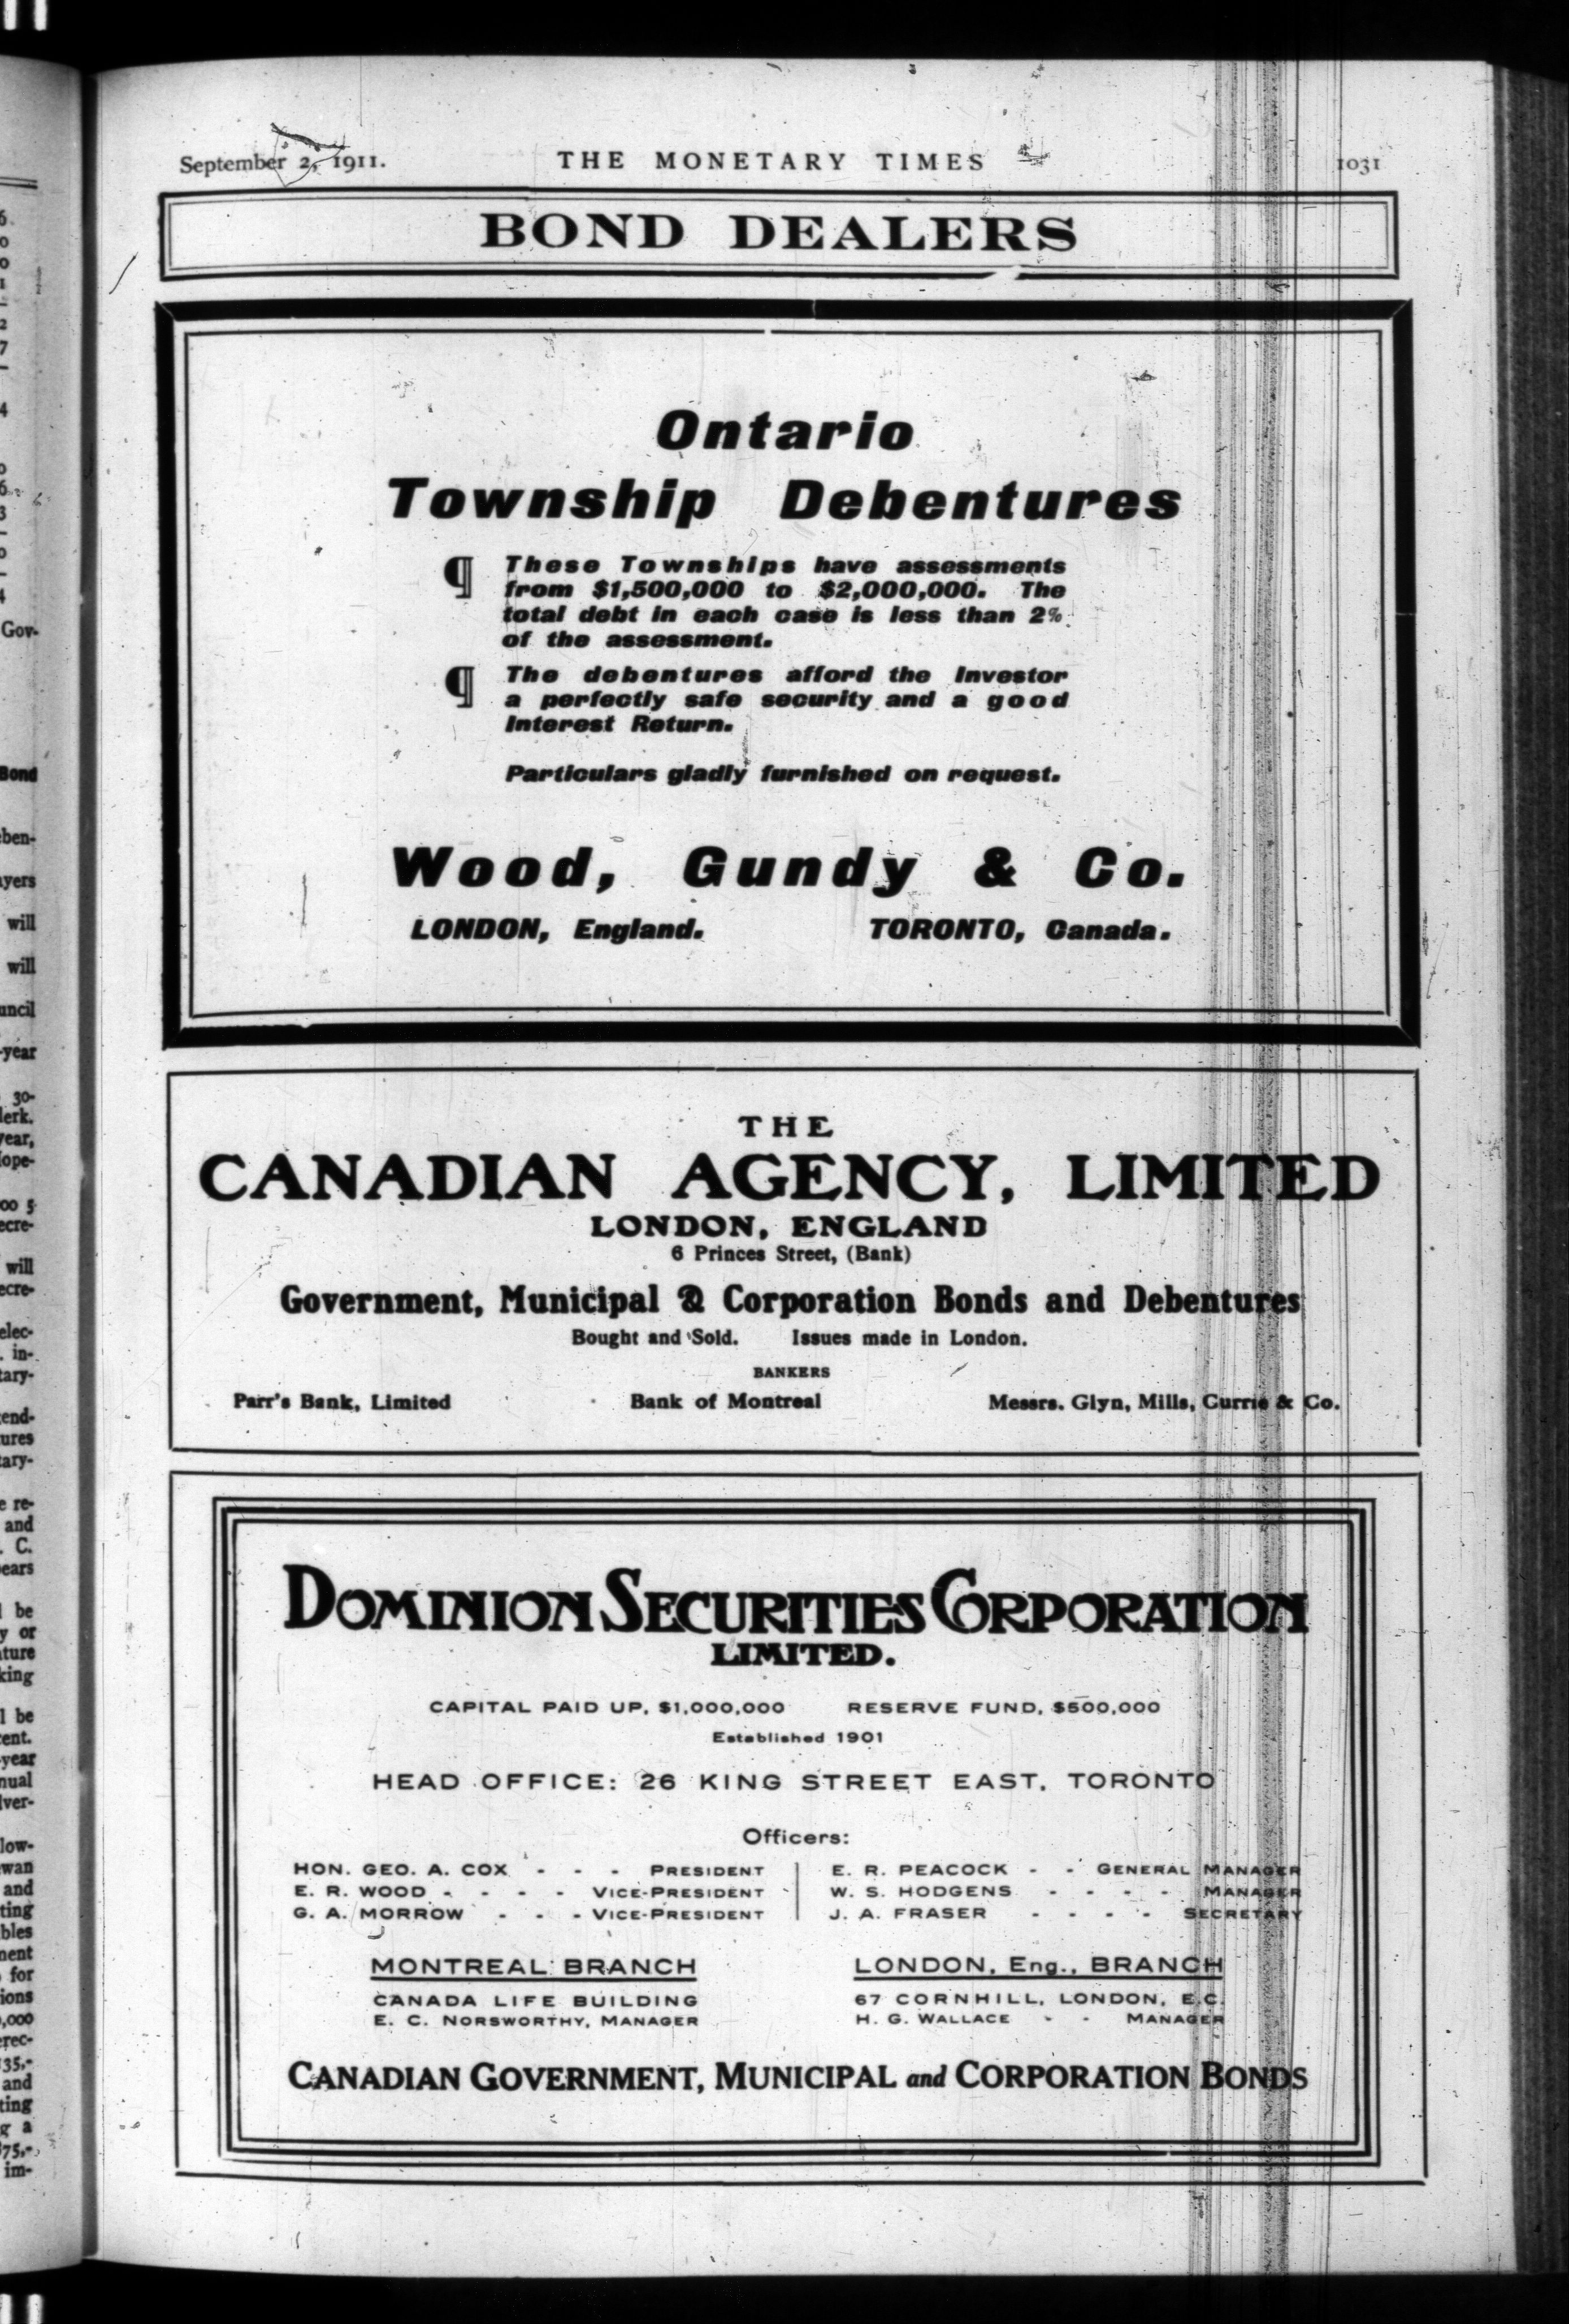 September 2, 1911.
THE MONETARY TIMES
1031
BOND DEALERS
Ontario
Township Debentures
¶ These Townships have assessments
from $1,500,000 to $2,000,000. The
total debt in each case is less than 2%
of the assessment.
¶ The debentures afford the Investor
a perfectly safe security and a good
Interest Return.
Particulars gladly furnished on request.
Wood, Gundy & Co.
LONDON, England. TORONTO, Canada.
THE
CANADIAN AGENCY, LIMITED
LONDON, ENGLAND
6 Princes Street, (Bank)
Government, Municipal & Corporation Bonds and Debentures
Bought and Sold. Issues made in London.
BANKERS
Parr's Bank, Limited Bank of Montreal Messrs. Glyn, Mills, Currie & Co.
DOMINION SECURITIES CORPORATION
LIMITED.
CAPITAL PAID UP, $1,000,000 RESERVE FUND, $500,000
Established 1901
HEAD OFFICE: 26 KING STREET EAST, TORONTO
Officers:
HON. GEO. A. COX - - - PRESIDENT
E. R. WOOD - - - - VICE-PRESIDENT
G. A. MORROW - - - VICE-PRESIDENT
E. R. PEACOCK - - GENERAL MANAGER
W. S. HODGENS - - - - MANAGER
J. A. FRASER - - - - SECRETARY
MONTREAL BRANCH
CANADA LIFE BUILDING
E. C. NORSWORTHY, MANAGER
LONDON, Eng., BRANCH
67 CORNHILL, LONDON, E.C.
H. G. WALLACE - - MANAGER
CANADIAN GOVERNMENT, MUNICIPAL and CORPORATION BONDS